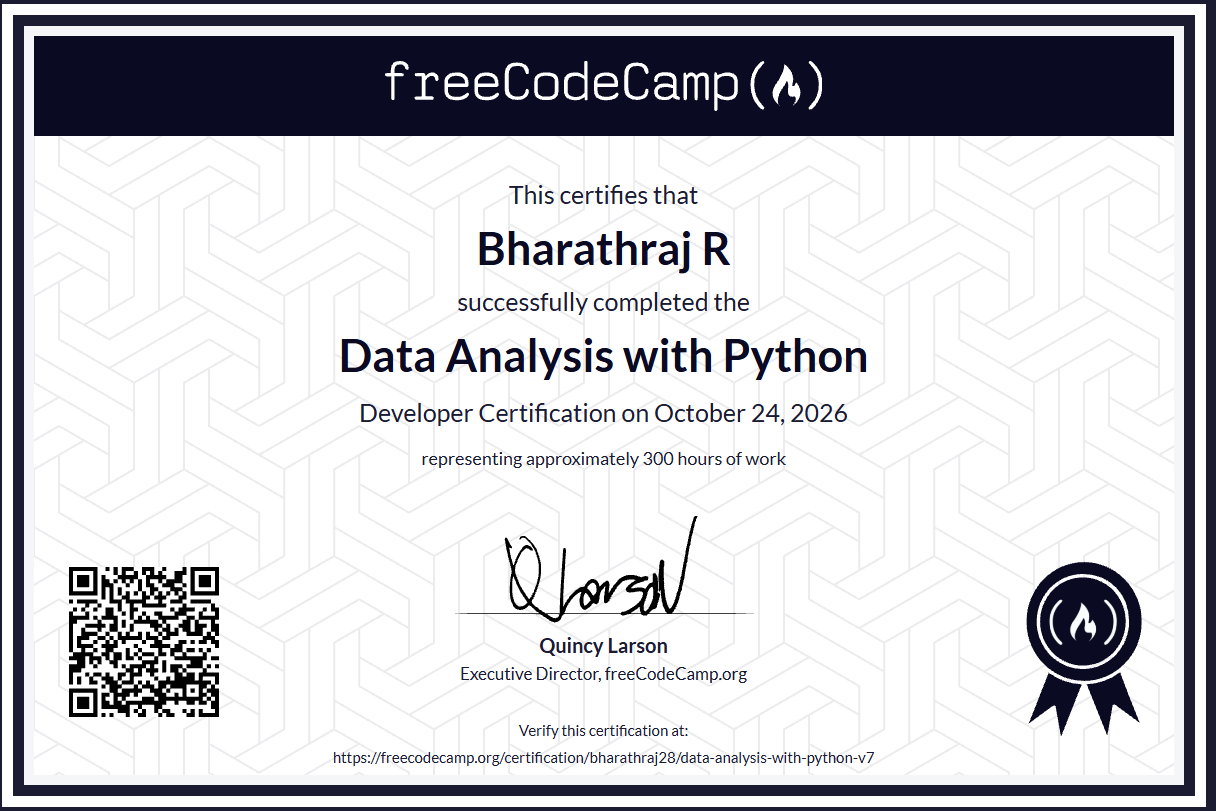 freeCodeCamp
This certifies that
Bharathraj R
successfully completed the
Data Analysis with Python
Developer Certification on October 24, 2026
representing approximately 300 hours of work
QLarson
Quincy Larson
Executive Director, freeCodeCamp.org
Verify this certification at:
https://freecodecamp.org/certification/bharathraj28/data-analysis-with-python-v7